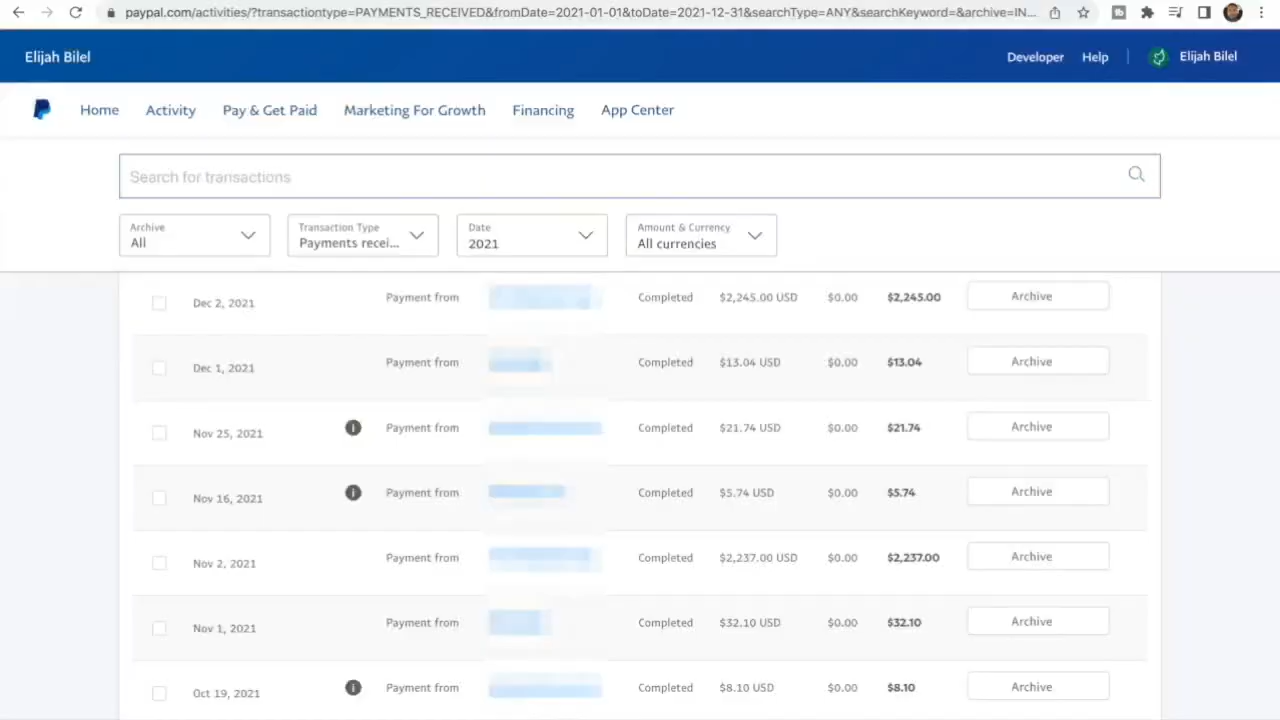 paypal.com/activities/?transactiontype=PAYMENTS_RECEIVED&fromDate=2021-01-01&toDate=2021-12-31&searchType=ANY&searchKeyword=&archive=IN...
Elijah Bilel Developer Help Elijah Bilel
Home Activity Pay & Get Paid Marketing For Growth Financing App Center
Search for transactions
Archive Transaction Type Date Amount & Currency
All Payments recei... 2021 All currencies
Dec 2, 2021 Payment from Completed $2,245.00 USD $0.00 $2,245.00 Archive
Dec 1, 2021 Payment from Completed $13.04 USD $0.00 $13.04 Archive
Nov 25, 2021 i Payment from Completed $21.74 USD $0.00 $21.74 Archive
Nov 16, 2021 i Payment from Completed $5.74 USD $0.00 $5.74 Archive
Nov 2, 2021 Payment from Completed $2,237.00 USD $0.00 $2,237.00 Archive
Nov 1, 2021 Payment from Completed $32.10 USD $0.00 $32.10 Archive
Oct 19, 2021 i Payment from Completed $8.10 USD $0.00 $8.10 Archive